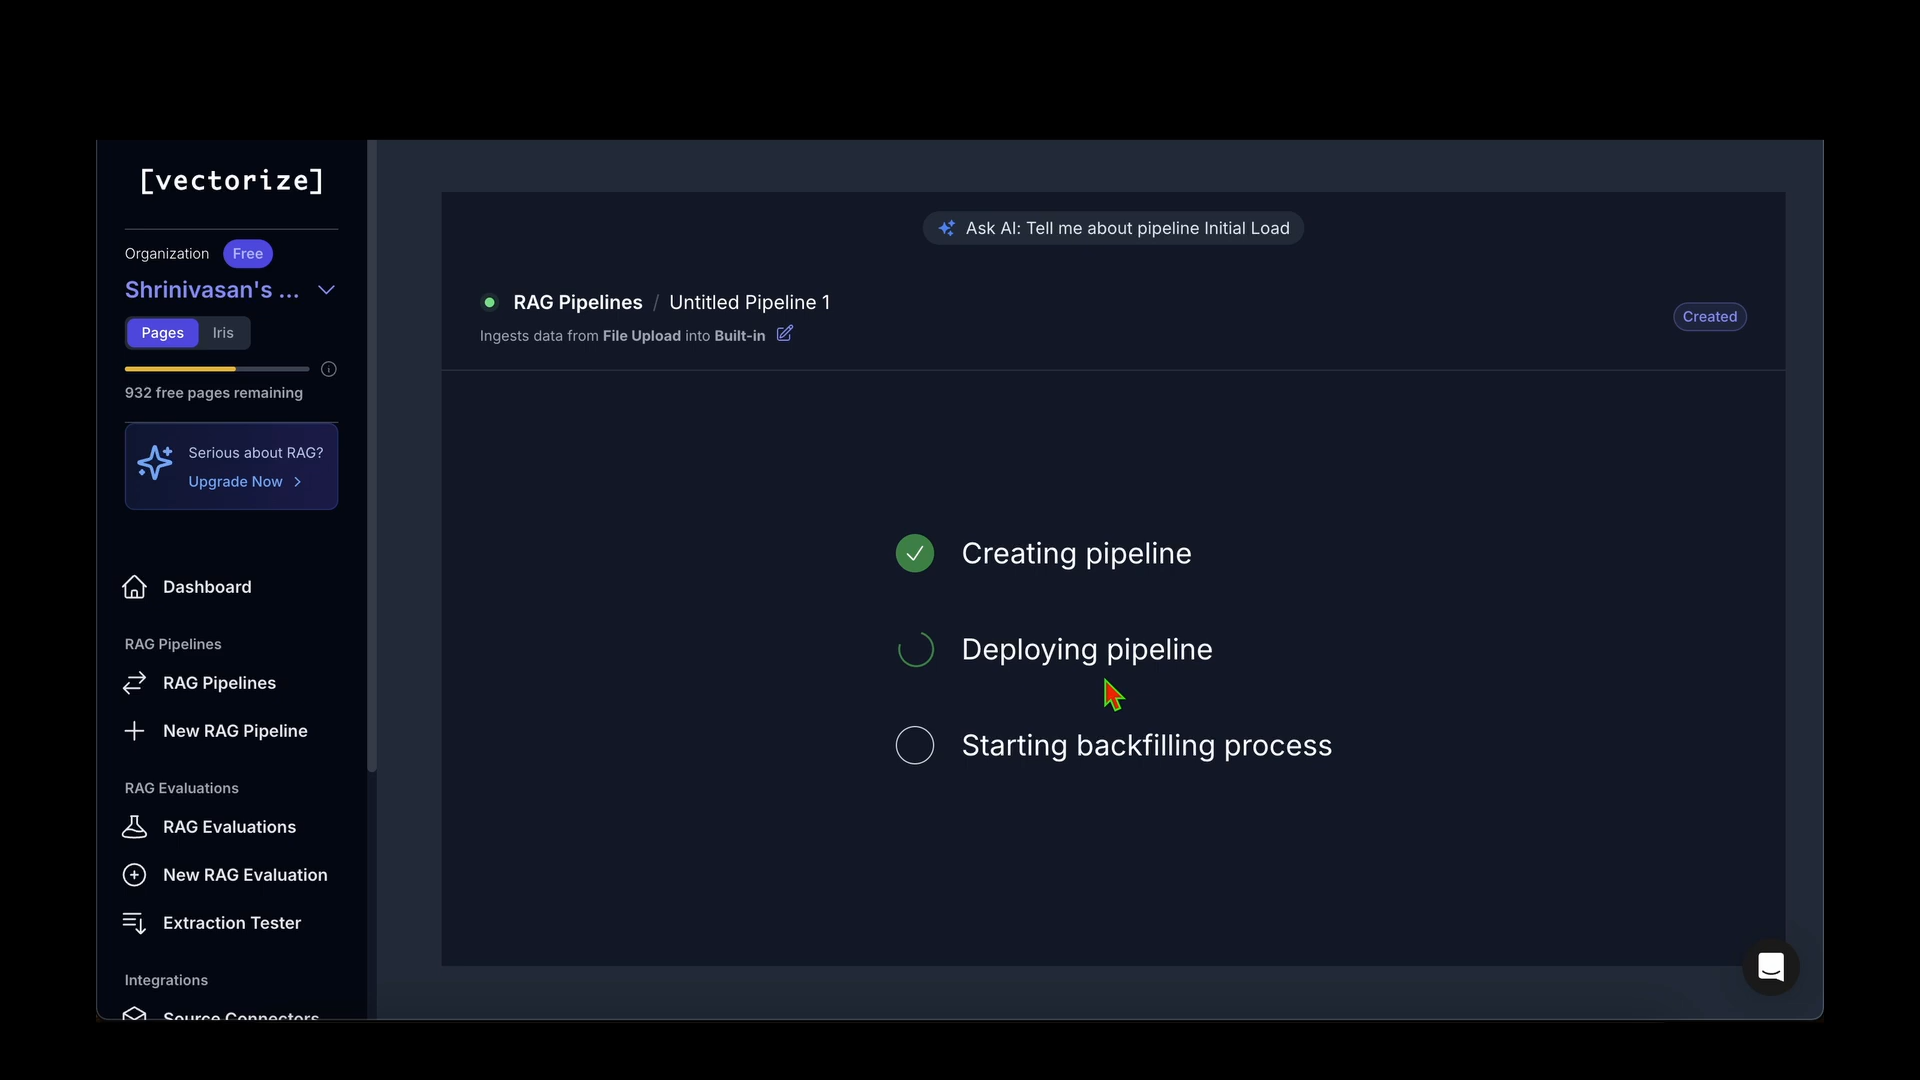 [vectorize]
Organization Free
Shrinivasan's ...
Pages Iris
932 free pages remaining
Serious about RAG?
Upgrade Now
Dashboard
RAG Pipelines
RAG Pipelines
New RAG Pipeline
RAG Evaluations
RAG Evaluations
New RAG Evaluation
Extraction Tester
Integrations
Source Connectors
Ask AI: Tell me about pipeline Initial Load
RAG Pipelines / Untitled Pipeline 1
Ingests data from File Upload into Built-in
Created
Creating pipeline
Deploying pipeline
Starting backfilling process